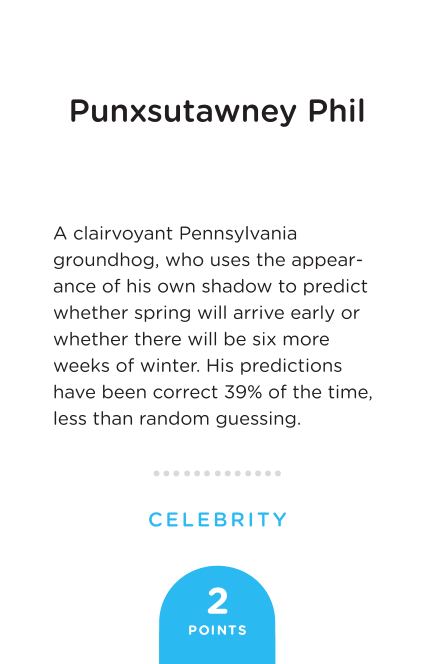 Punxsutawney Phil
A clairvoyant Pennsylvania
groundhog, who uses the appear-
ance of his own shadow to predict
whether spring will arrive early or
whether there will be six more
weeks of winter. His predictions
have been correct 39% of the time,
less than random guessing.
CELEBRITY
2
POINTS